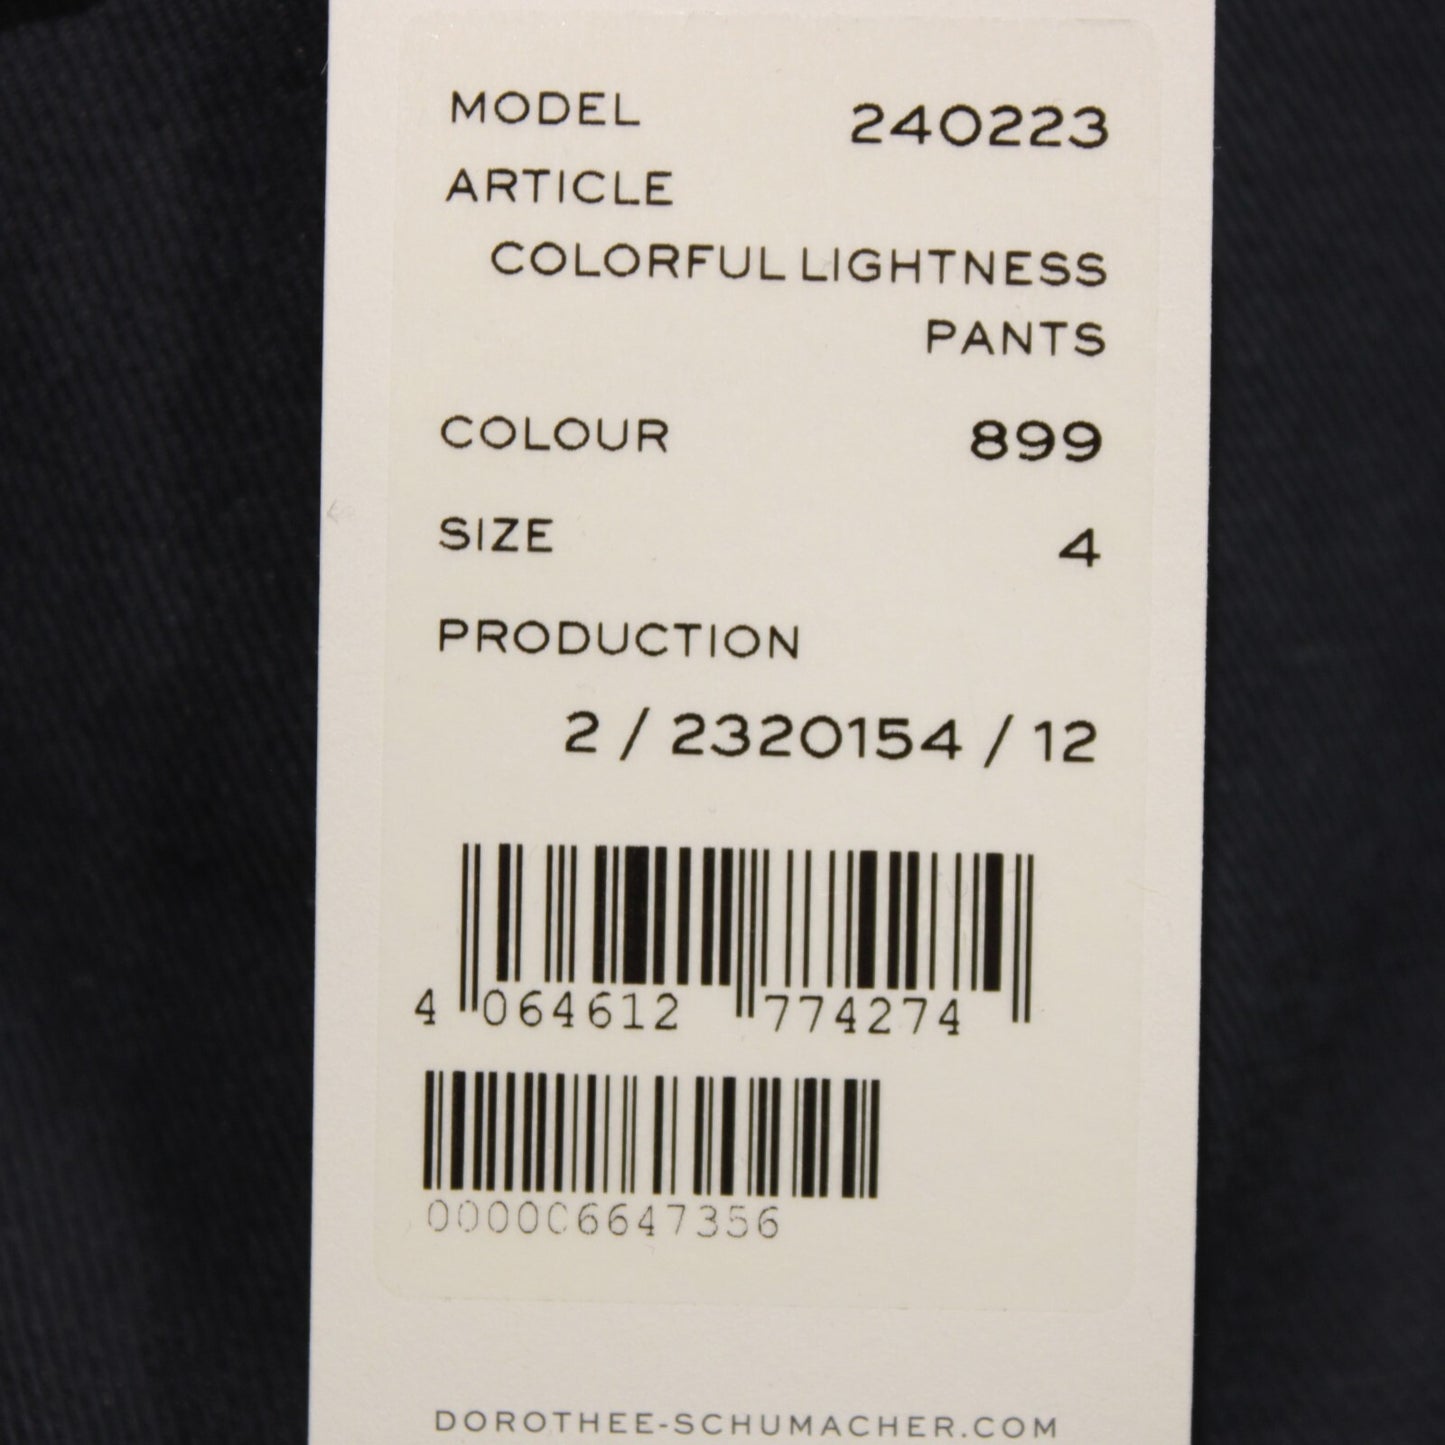 MODEL 240223
ARTICLE
COLORFUL LIGHTNESS
PANTS
COLOUR 899
SIZE 4
PRODUCTION
2 / 2320154 / 12
4 064612 774274
000006647356
DOROTHEE-SCHUMACHER.COM